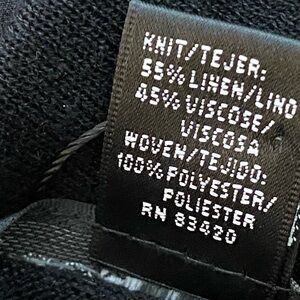 KNIT/TEJER:
55% LINEN/LINO
45% VISCOSE/
VISCOSA
WOVEN/TEJIDO:
100% POLYESTER/
POLIESTER
RN 83420